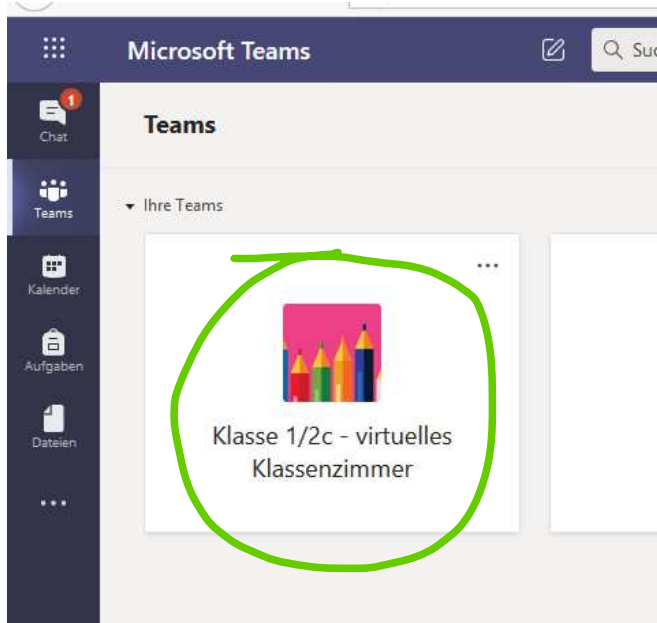 Microsoft Teams
Suc
1
Chat
Teams
Teams
Ihre Teams
Kalender
Aufgaben
Dateien
Klasse 1/2c - virtuelles
Klassenzimmer